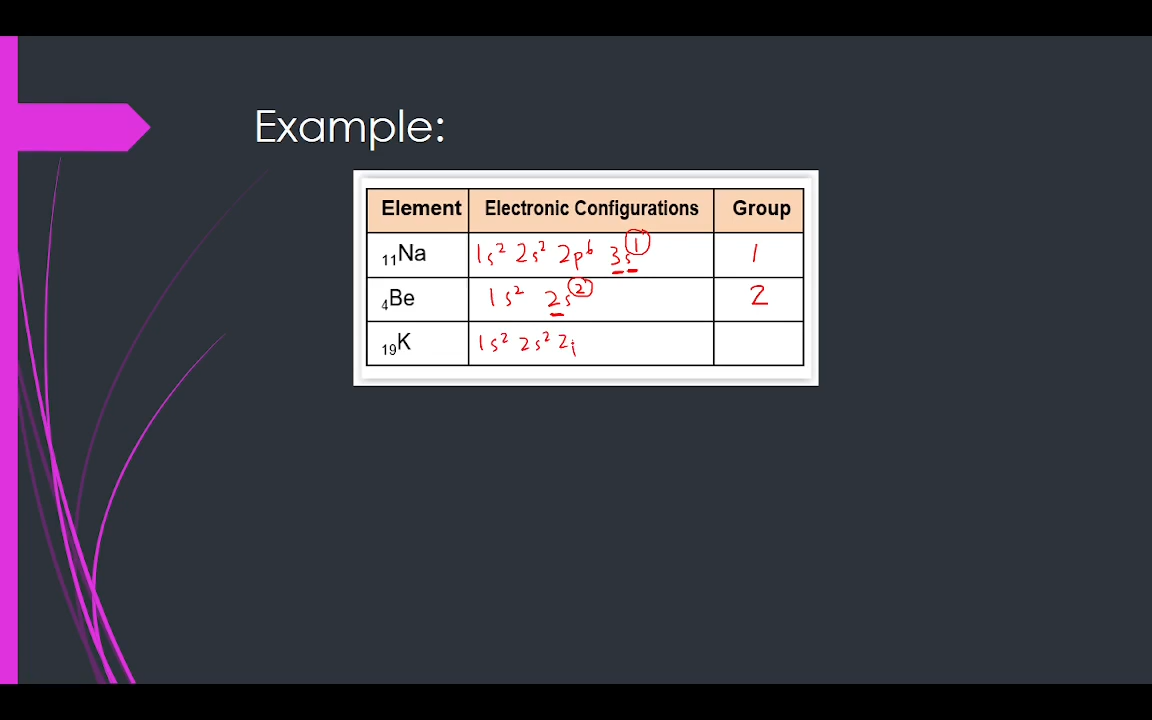 Example:
Element Electronic Configurations Group
₁₁Na 1s² 2s² 2p⁶ 3s¹ 1
₄Be 1s² 2s² 2
₁₉K 1s² 2s² 2